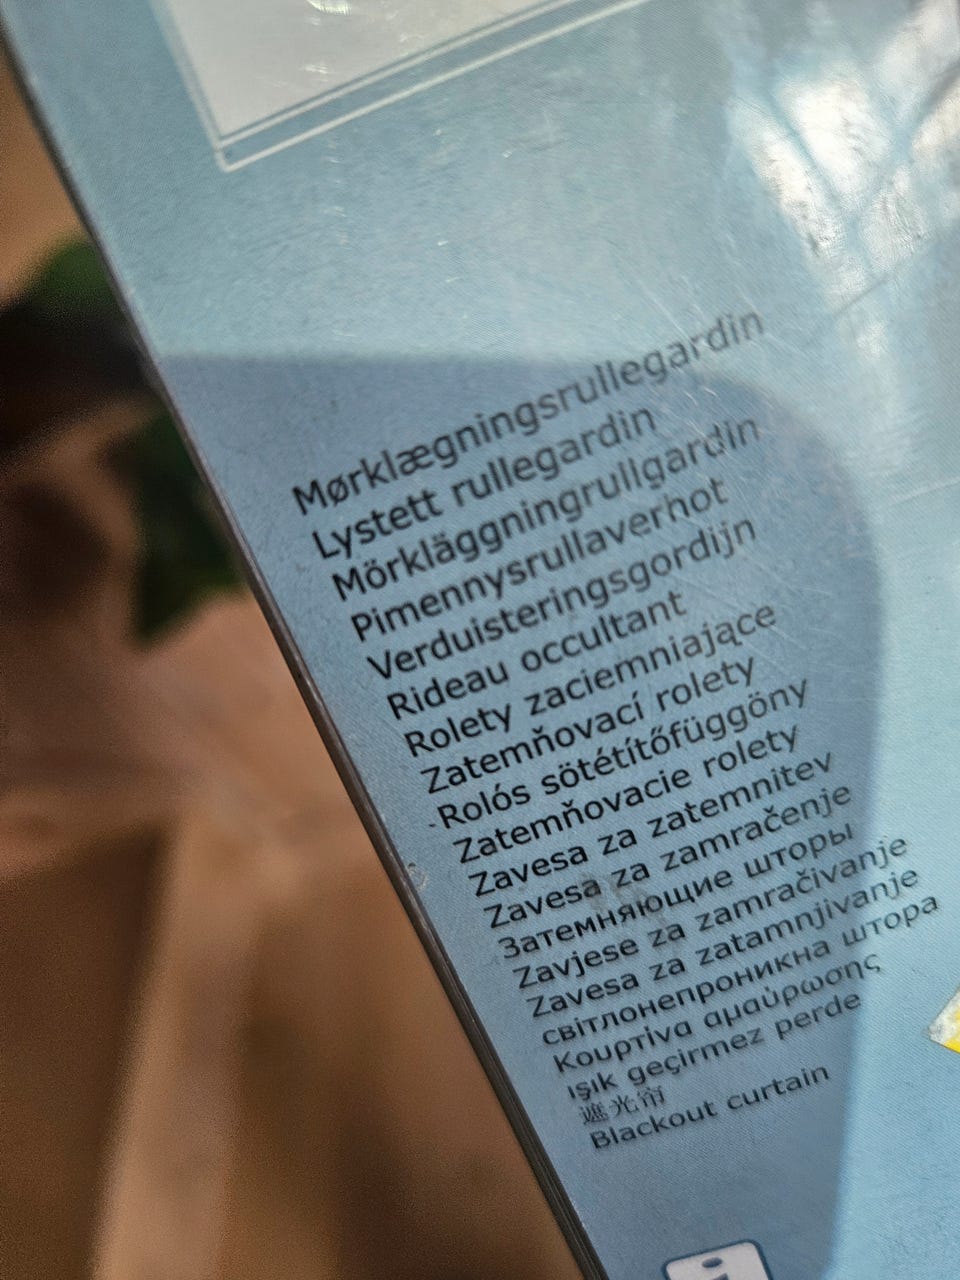 Mørklægningsrullegardin
Lystett rullegardin
Mörkläggningrullgardin
Pimennysrullaverhot
Verduisteringsgordijn
Rideau occultant
Rolety zaciemniające
Zatemňovací rolety
Rolós sötétítőfüggöny
Zatemňovacie rolety
Zavesa za zatemnitev
Zavesa za zamračenje
Затемняющие шторы
Zavjese za zamračivanje
Zavesa za zatamnjivanje
світлонепроникна штора
Κουρτίνα αμαύρωσης
ışık geçirmez perde
遮光帘
Blackout curtain